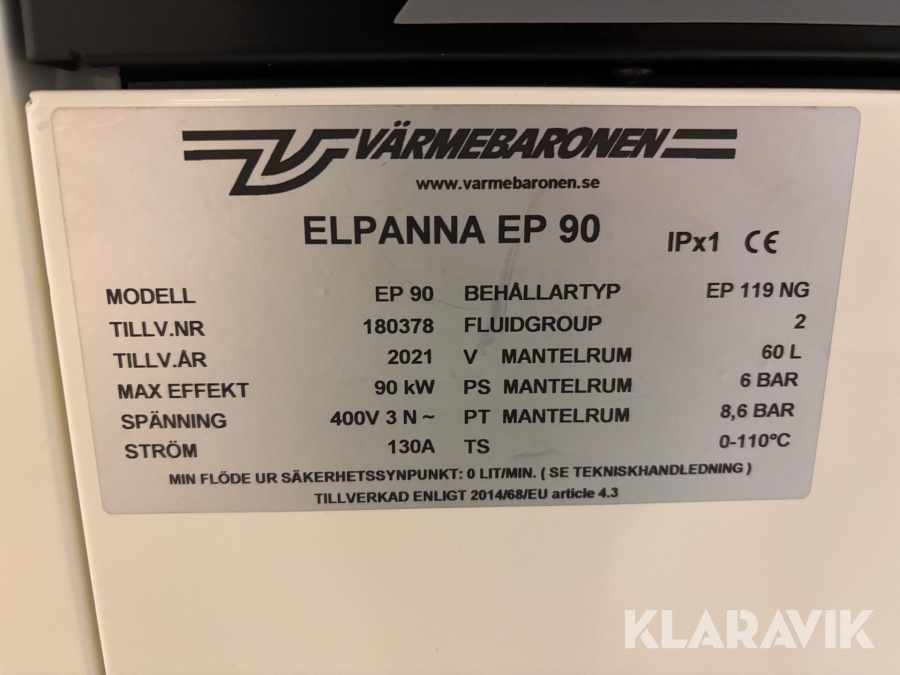 VÄRMEBARONEN
www.varmebaronen.se
ELPANNA EP 90
IPx1 CE
MODELL EP 90 BEHÅLLARTYP EP 119 NG
TILLV.NR 180378 FLUIDGROUP 2
TILLV.ÅR 2021 V MANTELRUM 60 L
MAX EFFEKT 90 kW PS MANTELRUM 6 BAR
SPÄNNING 400V 3 N ~ PT MANTELRUM 8,6 BAR
STRÖM 130A TS 0-110°C
MIN FLÖDE UR SÄKERHETSSYNPUNKT: 0 LIT/MIN. ( SE TEKNISKHANDLEDNING )
TILLVERKAD ENLIGT 2014/68/EU article 4.3
KLARAVIK